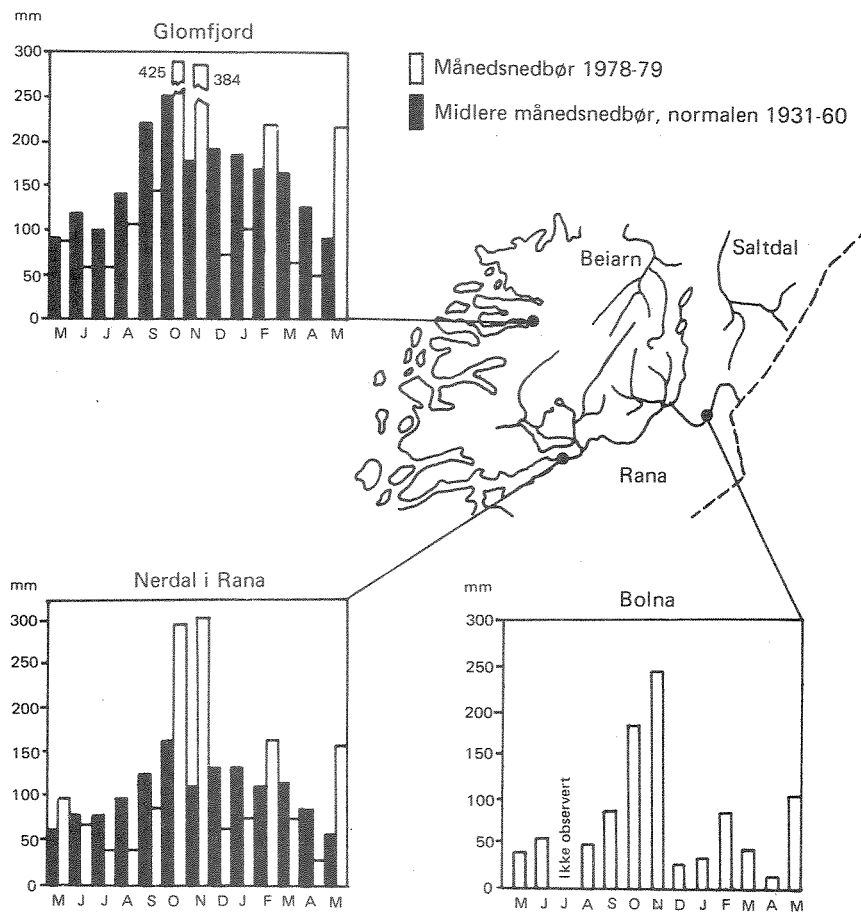 mm
Glomfjord
300
250
200
150
100
50
0
425
384
M J J A S O N D J F M A M
Månedsnedbør 1978-79
Midlere månedsnedbør, normalen 1931-60
Beiarn
Saltdal
Rana
mm
Nerdal i Rana
300
250
200
150
100
50
0
M J J A S O N D J F M A M
mm
Bolna
300
250
200
150
100
50
0
Ikke observert
M J J A S O N D J F M A M